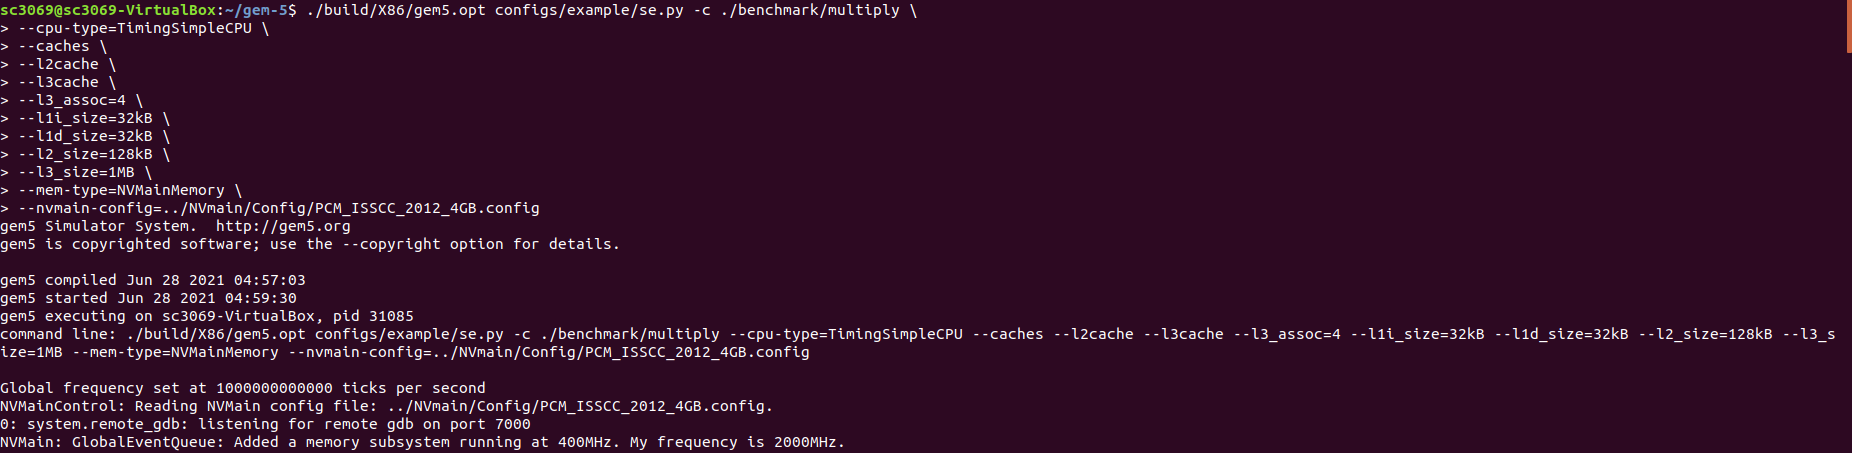 sc3069@sc3069-VirtualBox:~/gem-5$ ./build/X86/gem5.opt configs/example/se.py -c ./benchmark/multiply \
> --cpu-type=TimingSimpleCPU \
> --caches \
> --l2cache \
> --l3cache \
> --l3_assoc=4 \
> --l1i_size=32kB \
> --l1d_size=32kB \
> --l2_size=128kB \
> --l3_size=1MB \
> --mem-type=NVMainMemory \
> --nvmain-config=../NVmain/Config/PCM_ISSCC_2012_4GB.config
gem5 Simulator System.  http://gem5.org
gem5 is copyrighted software; use the --copyright option for details.

gem5 compiled Jun 28 2021 04:57:03
gem5 started Jun 28 2021 04:59:30
gem5 executing on sc3069-VirtualBox, pid 31085
command line: ./build/X86/gem5.opt configs/example/se.py -c ./benchmark/multiply --cpu-type=TimingSimpleCPU --caches --l2cache --l3cache --l3_assoc=4 --l1i_size=32kB --l1d_size=32kB --l2_size=128kB --l3_s
ize=1MB --mem-type=NVMainMemory --nvmain-config=../NVmain/Config/PCM_ISSCC_2012_4GB.config

Global frequency set at 1000000000000 ticks per second
NVMainControl: Reading NVMain config file: ../NVmain/Config/PCM_ISSCC_2012_4GB.config.
0: system.remote_gdb: listening for remote gdb on port 7000
NVMain: GlobalEventQueue: Added a memory subsystem running at 400MHz. My frequency is 2000MHz.